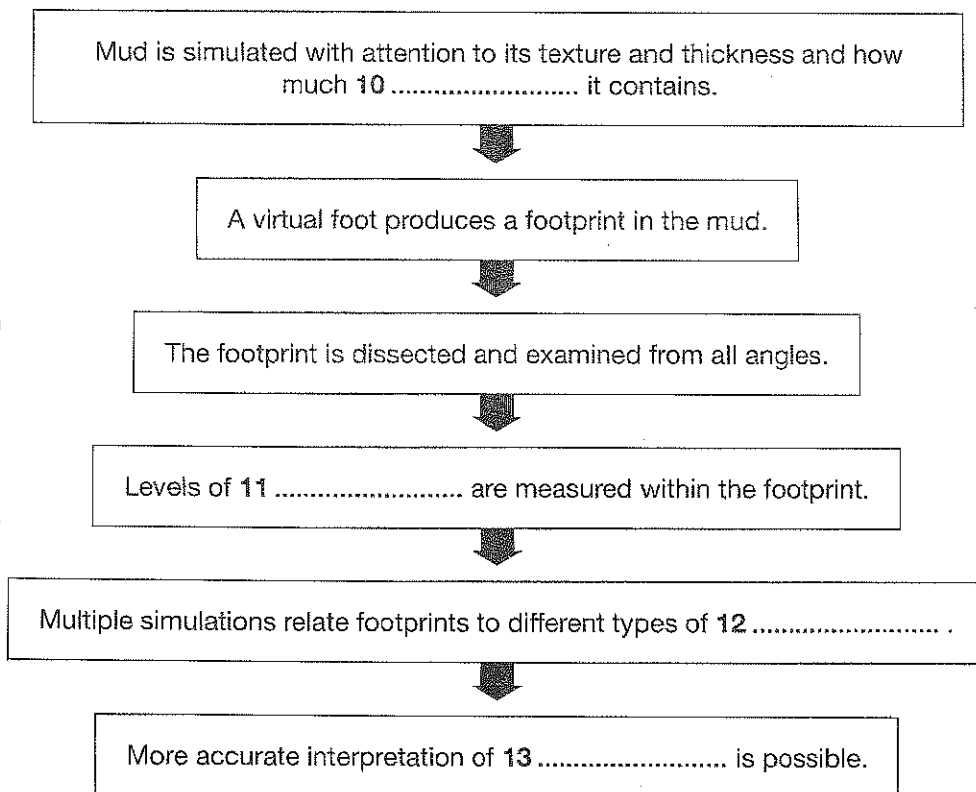 Mud is simulated with attention to its texture and thickness and how
much 10 ........................... it contains.
A virtual foot produces a footprint in the mud.
The footprint is dissected and examined from all angles.
Levels of 11 ........................... are measured within the footprint.
Multiple simulations relate footprints to different types of 12 ........................... .
More accurate interpretation of 13 ........................... is possible.